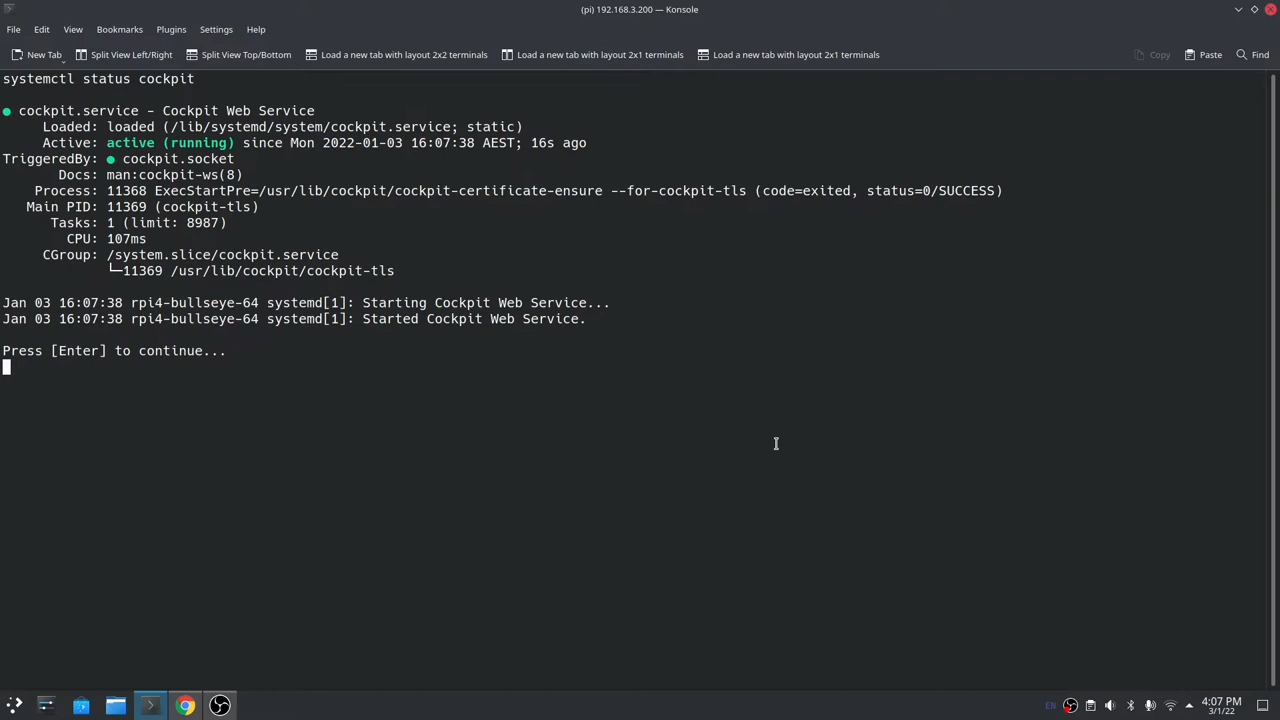 (pi) 192.168.3.200 — Konsole
File Edit View Bookmarks Plugins Settings Help
New Tab Split View Left/Right Split View Top/Bottom Load a new tab with layout 2x2 terminals Load a new tab with layout 2x1 terminals Load a new tab with layout 2x1 terminals Copy Paste Find
systemctl status cockpit
● cockpit.service - Cockpit Web Service
Loaded: loaded (/lib/systemd/system/cockpit.service; static)
Active: active (running) since Mon 2022-01-03 16:07:38 AEST; 16s ago
TriggeredBy: ● cockpit.socket
Docs: man:cockpit-ws(8)
Process: 11368 ExecStartPre=/usr/lib/cockpit/cockpit-certificate-ensure --for-cockpit-tls (code=exited, status=0/SUCCESS)
Main PID: 11369 (cockpit-tls)
Tasks: 1 (limit: 8987)
CPU: 107ms
CGroup: /system.slice/cockpit.service
└─11369 /usr/lib/cockpit/cockpit-tls
Jan 03 16:07:38 rpi4-bullseye-64 systemd[1]: Starting Cockpit Web Service...
Jan 03 16:07:38 rpi4-bullseye-64 systemd[1]: Started Cockpit Web Service.
Press [Enter] to continue...
EN 4:07 PM
3/1/22